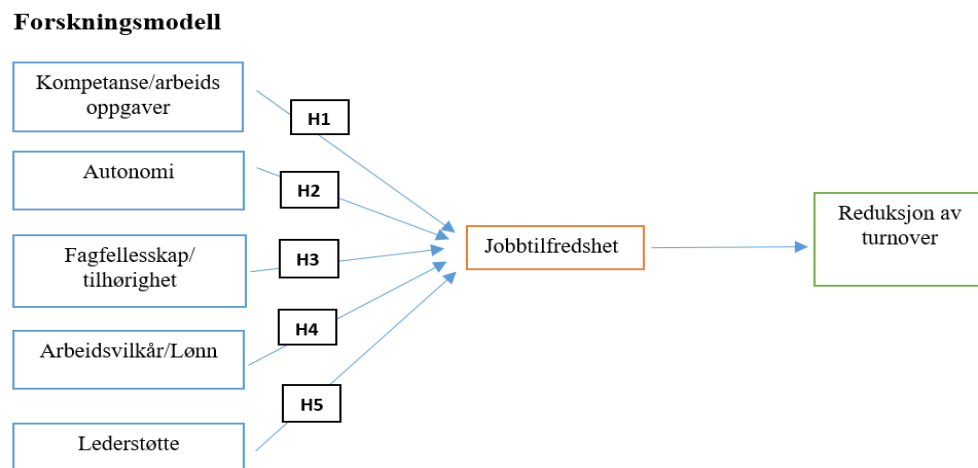 Forskningsmodell
Kompetanse/arbeids
oppgaver
H1
Autonomi
H2
Fagfellesskap/
tilhørighet
H3
Arbeidsvilkår/Lønn
H4
Lederstøtte
H5
Jobbtilfredshet
Reduksjon av
turnover